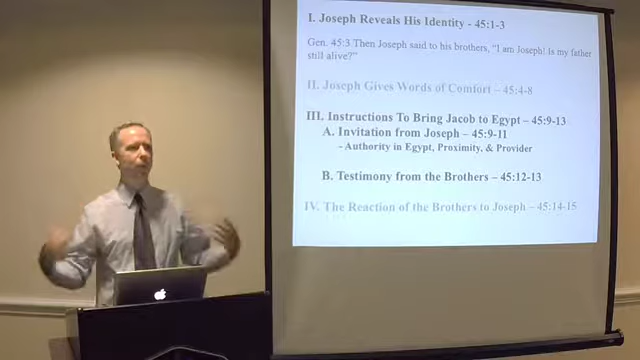 I. Joseph Reveals His Identity - 45:1-3
Gen. 45:3 Then Joseph said to his brothers, "I am Joseph! Is my father
still alive?"
II. Joseph Gives Words of Comfort – 45:4-8
III. Instructions To Bring Jacob to Egypt – 45:9-13
A. Invitation from Joseph – 45:9-11
- Authority in Egypt, Proximity, & Provider
B. Testimony from the Brothers – 45:12-13
IV. The Reaction of the Brothers to Joseph – 45:14-15